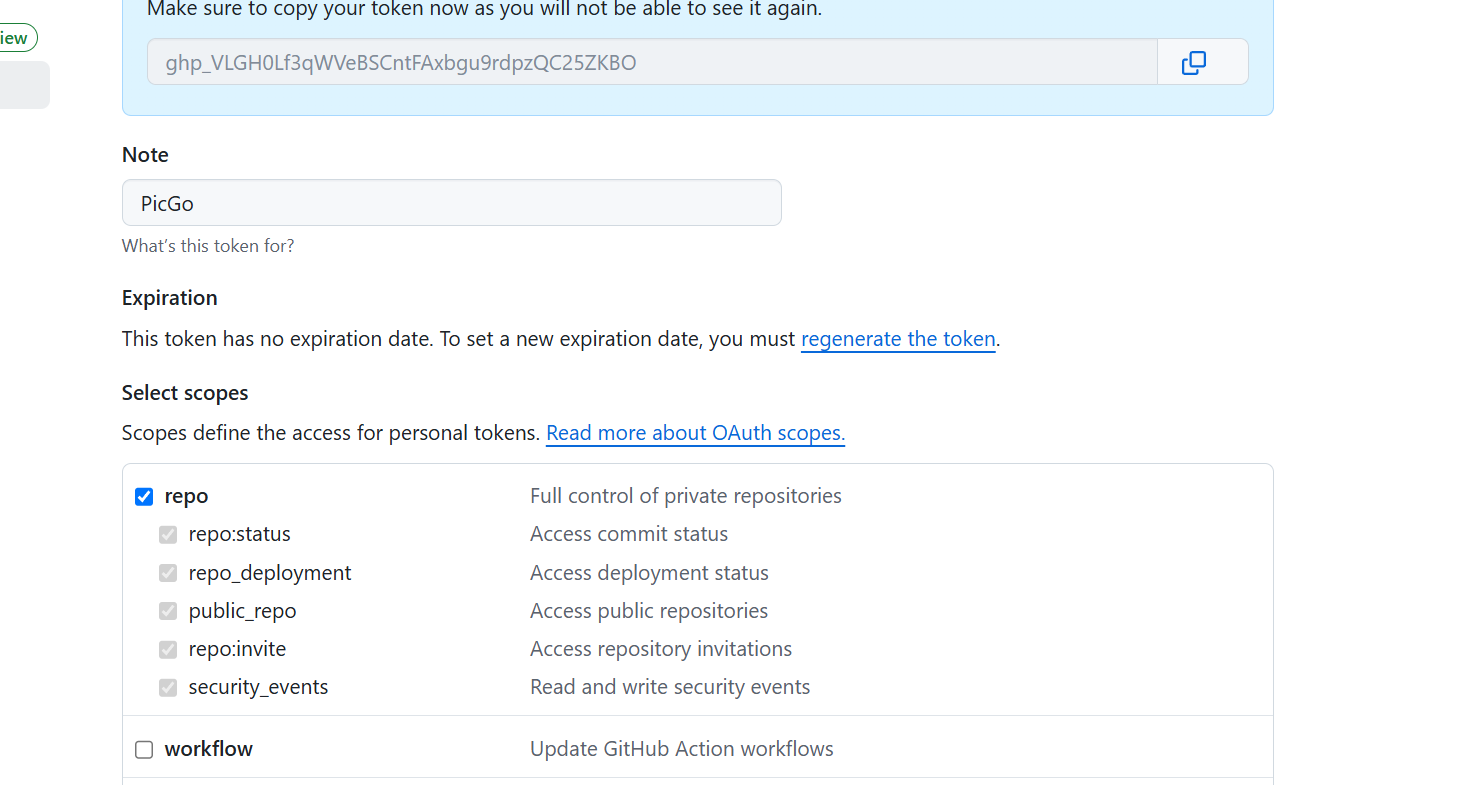 Make sure to copy your token now as you will not be able to see it again.
iew
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
Note
PicGo
What's this token for?
Expiration
This token has no expiration date. To set a new expiration date, you must regenerate the token.
Select scopes
Scopes define the access for personal tokens. Read more about OAuth scopes.
repo Full control of private repositories
repo:status Access commit status
repo_deployment Access deployment status
public_repo Access public repositories
repo:invite Access repository invitations
security_events Read and write security events
workflow Update GitHub Action workflows